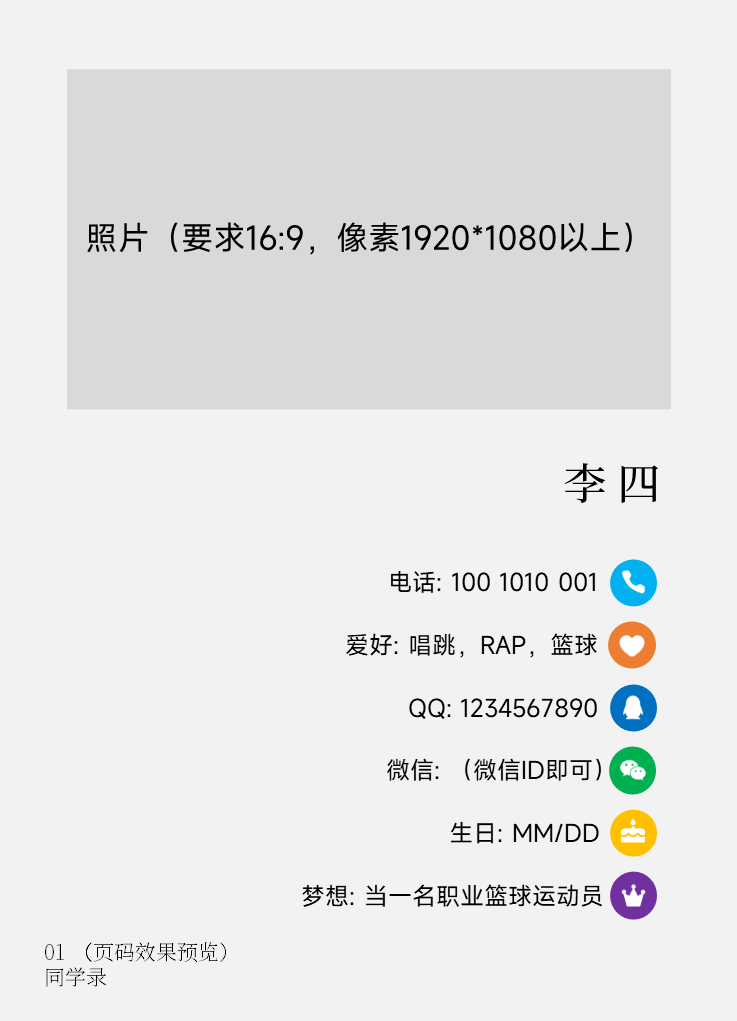 照片（要求16:9，像素1920*1080以上）
李四
电话: 100 1010 001
爱好: 唱跳，RAP，篮球
QQ: 1234567890
微信: （微信ID即可）
生日: MM/DD
梦想: 当一名职业篮球运动员
01 （页码效果预览）
同学录